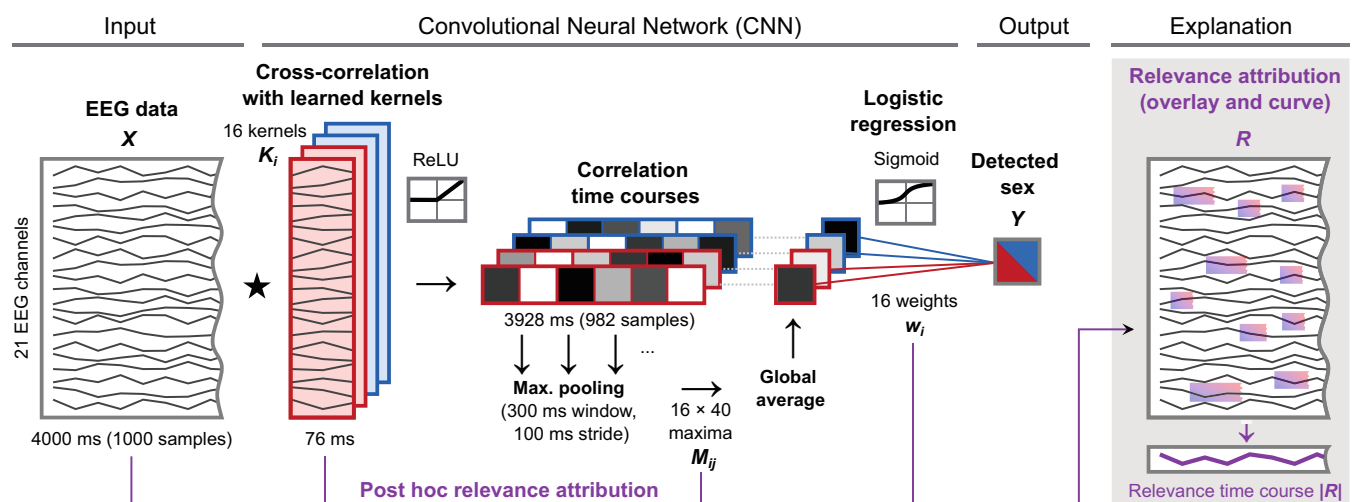 Input
Convolutional Neural Network (CNN)
Output
Explanation
EEG data
X
21 EEG channels
4000 ms (1000 samples)
Cross-correlation
with learned kernels
16 kernels
K_i
76 ms
ReLU
Correlation
time courses
3928 ms (982 samples)
...
Max. pooling
(300 ms window,
100 ms stride)
16 × 40
maxima
M_ij
Global
average
Logistic
regression
Sigmoid
16 weights
w_i
Detected
sex
Y
Relevance attribution
(overlay and curve)
R
Relevance time course |R|
Post hoc relevance attribution